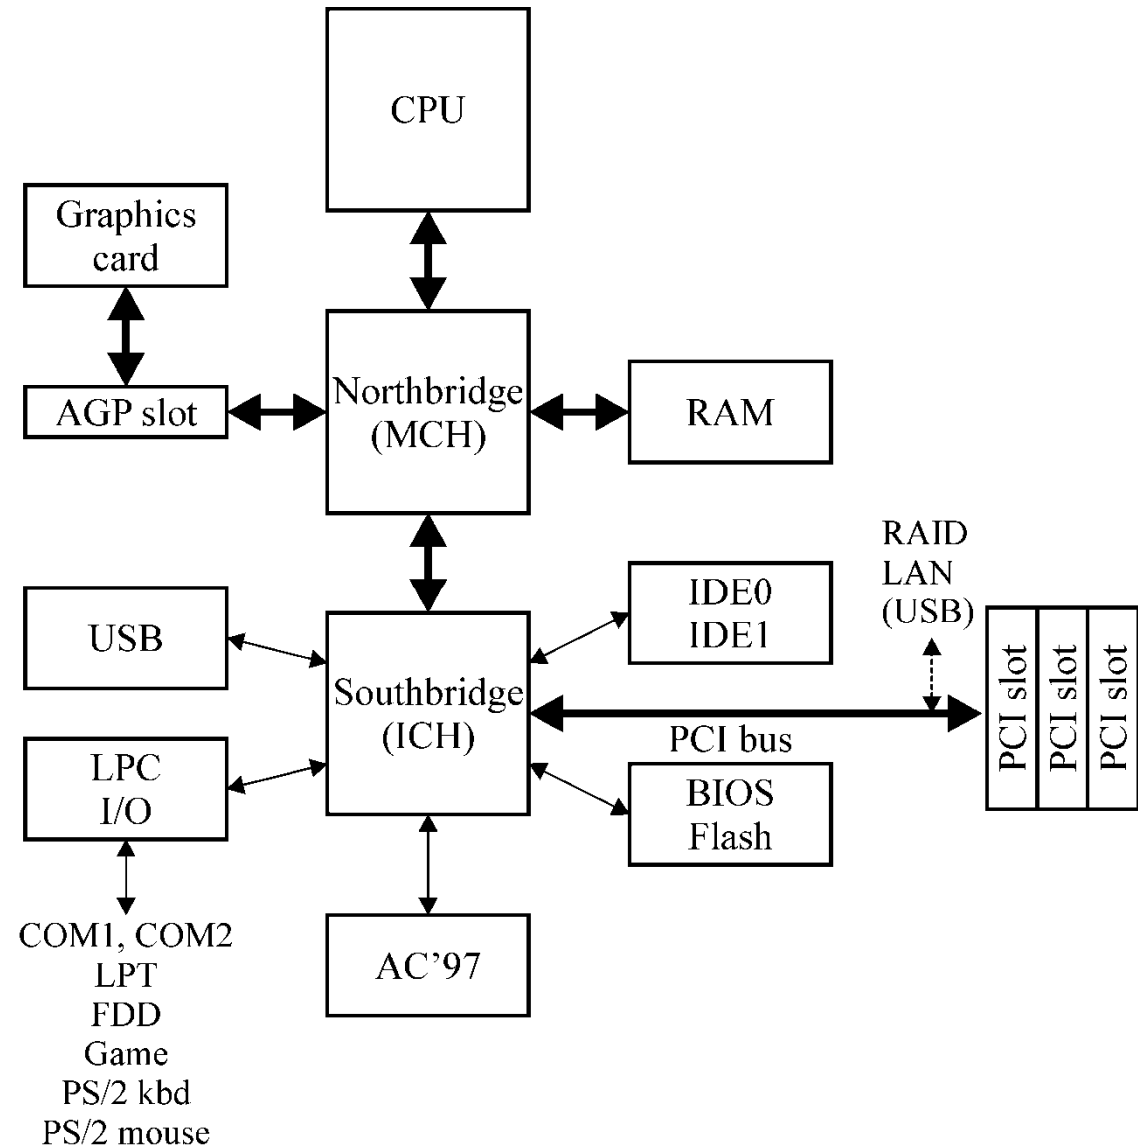 CPU
Graphics
card
AGP slot
Northbridge
(MCH)
RAM
RAID
LAN
(USB)
IDE0
IDE1
USB
Southbridge
(ICH)
PCI bus
PCI slot
PCI slot
PCI slot
LPC
I/O
BIOS
Flash
AC’97
COM1, COM2
LPT
FDD
Game
PS/2 kbd
PS/2 mouse